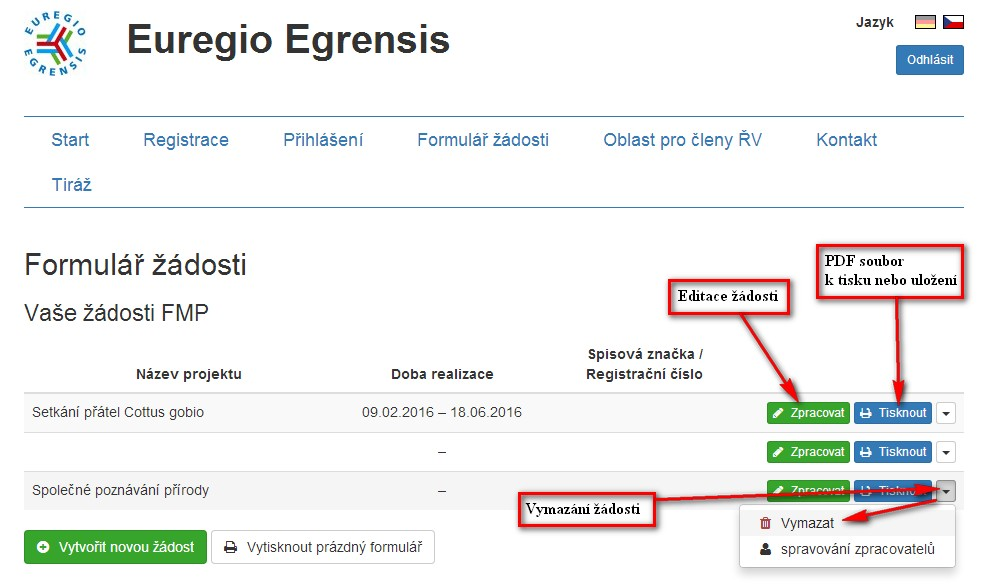 EUREGIO EGRENSIS
Euregio Egrensis
Jazyk
Odhlásit
Start Registrace Přihlášení Formulář žádosti Oblast pro členy ŘV Kontakt
Tiráž
Formulář žádosti
PDF soubor
k tisku nebo uložení
Editace žádosti
Vaše žádosti FMP
Název projektu Doba realizace Spisová značka /
Registrační číslo
Setkání přátel Cottus gobio 09.02.2016 – 18.06.2016 Zpracovat Tisknout
– Zpracovat Tisknout
Společné poznávání přírody – Zpracovat Tisknout
Vymazání žádosti
Vymazat
Vytvořit novou žádost Vytisknout prázdný formulář spravování zpracovatelů